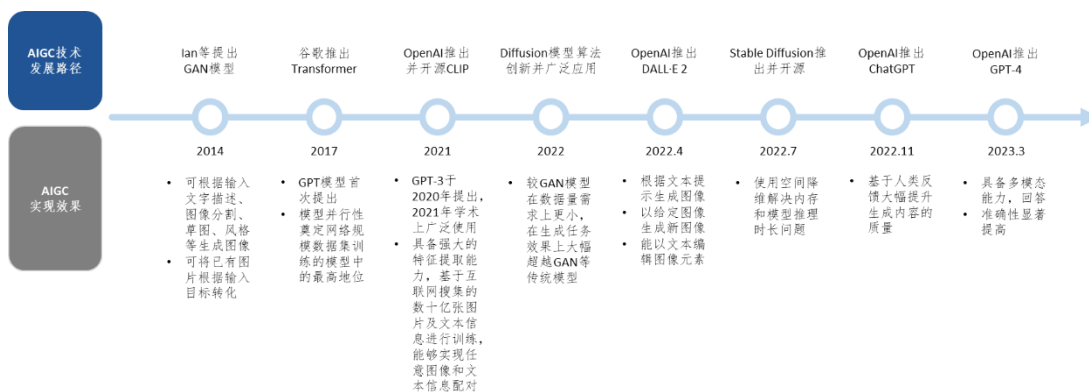 AIGC技术
发展路径
Ian等提出
GAN模型
谷歌推出
Transformer
OpenAI推出
并开源CLIP
Diffusion模型算法
创新并广泛应用
OpenAI推出
DALL·E 2
Stable Diffusion推
出并开源
OpenAI推出
ChatGPT
OpenAI推出
GPT-4
AIGC
实现效果
2014
• 可根据输入
文字描述、
图像分割、
草图、风格
等生成图像
• 可将已有图
片根据输入
目标转化
2017
• GPT模型首
次提出
• 模型并行性
奠定网络规
模数据集训
练的模型中
的最高地位
2021
• GPT-3于
2020年提出,
2021年学术
上广泛使用
• 具备强大的
特征提取能
力，基于互
联网搜集的
数十亿张图
片及文本信
息进行训练,
能够实现任
意图像和文
本信息配对
2022
• 较GAN模型
在数据量需
求上更小,
在生成任务
效果上大幅
超越GAN等
传统模型
2022.4
• 根据文本提
示生成图像
• 以给定图像
生成新图像
• 能以文本编
辑图像元素
2022.7
• 使用空间降
维解决内存
和模型推理
时长问题
2022.11
• 基于人类反
馈大幅提升
生成内容的
质量
2023.3
• 具备多模态
能力，回答
• 准确性显著
提高